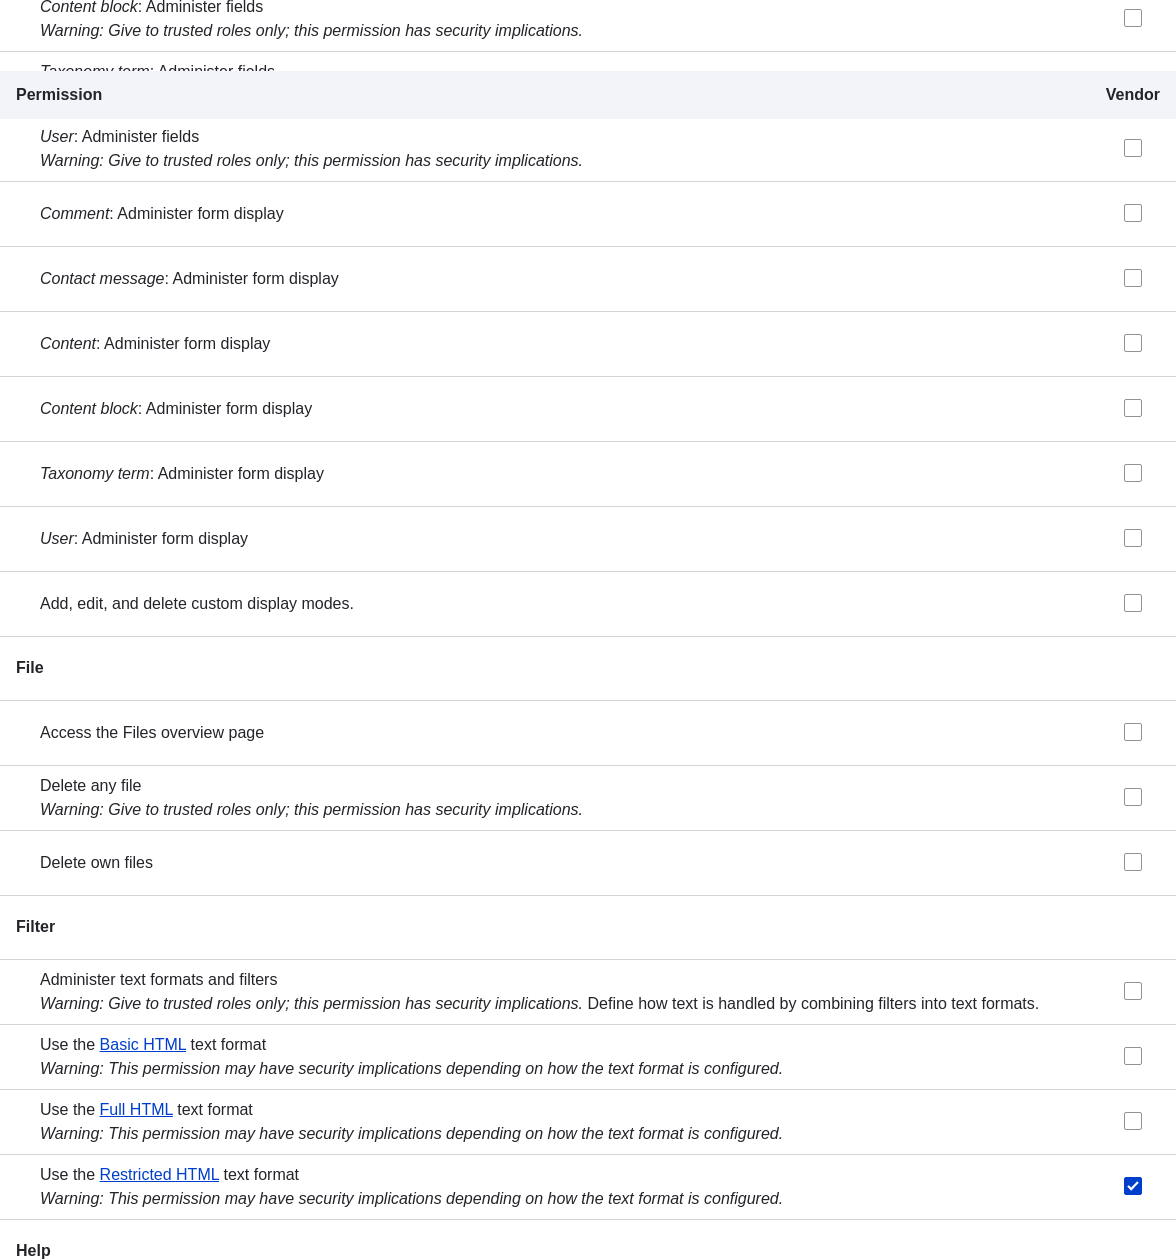 Content block: Administer fields
Warning: Give to trusted roles only; this permission has security implications.
Taxonomy term: Administer fields
Permission Vendor
User: Administer fields
Warning: Give to trusted roles only; this permission has security implications.
Comment: Administer form display
Contact message: Administer form display
Content: Administer form display
Content block: Administer form display
Taxonomy term: Administer form display
User: Administer form display
Add, edit, and delete custom display modes.
File
Access the Files overview page
Delete any file
Warning: Give to trusted roles only; this permission has security implications.
Delete own files
Filter
Administer text formats and filters
Warning: Give to trusted roles only; this permission has security implications. Define how text is handled by combining filters into text formats.
Use the Basic HTML text format
Warning: This permission may have security implications depending on how the text format is configured.
Use the Full HTML text format
Warning: This permission may have security implications depending on how the text format is configured.
Use the Restricted HTML text format
Warning: This permission may have security implications depending on how the text format is configured.
Help